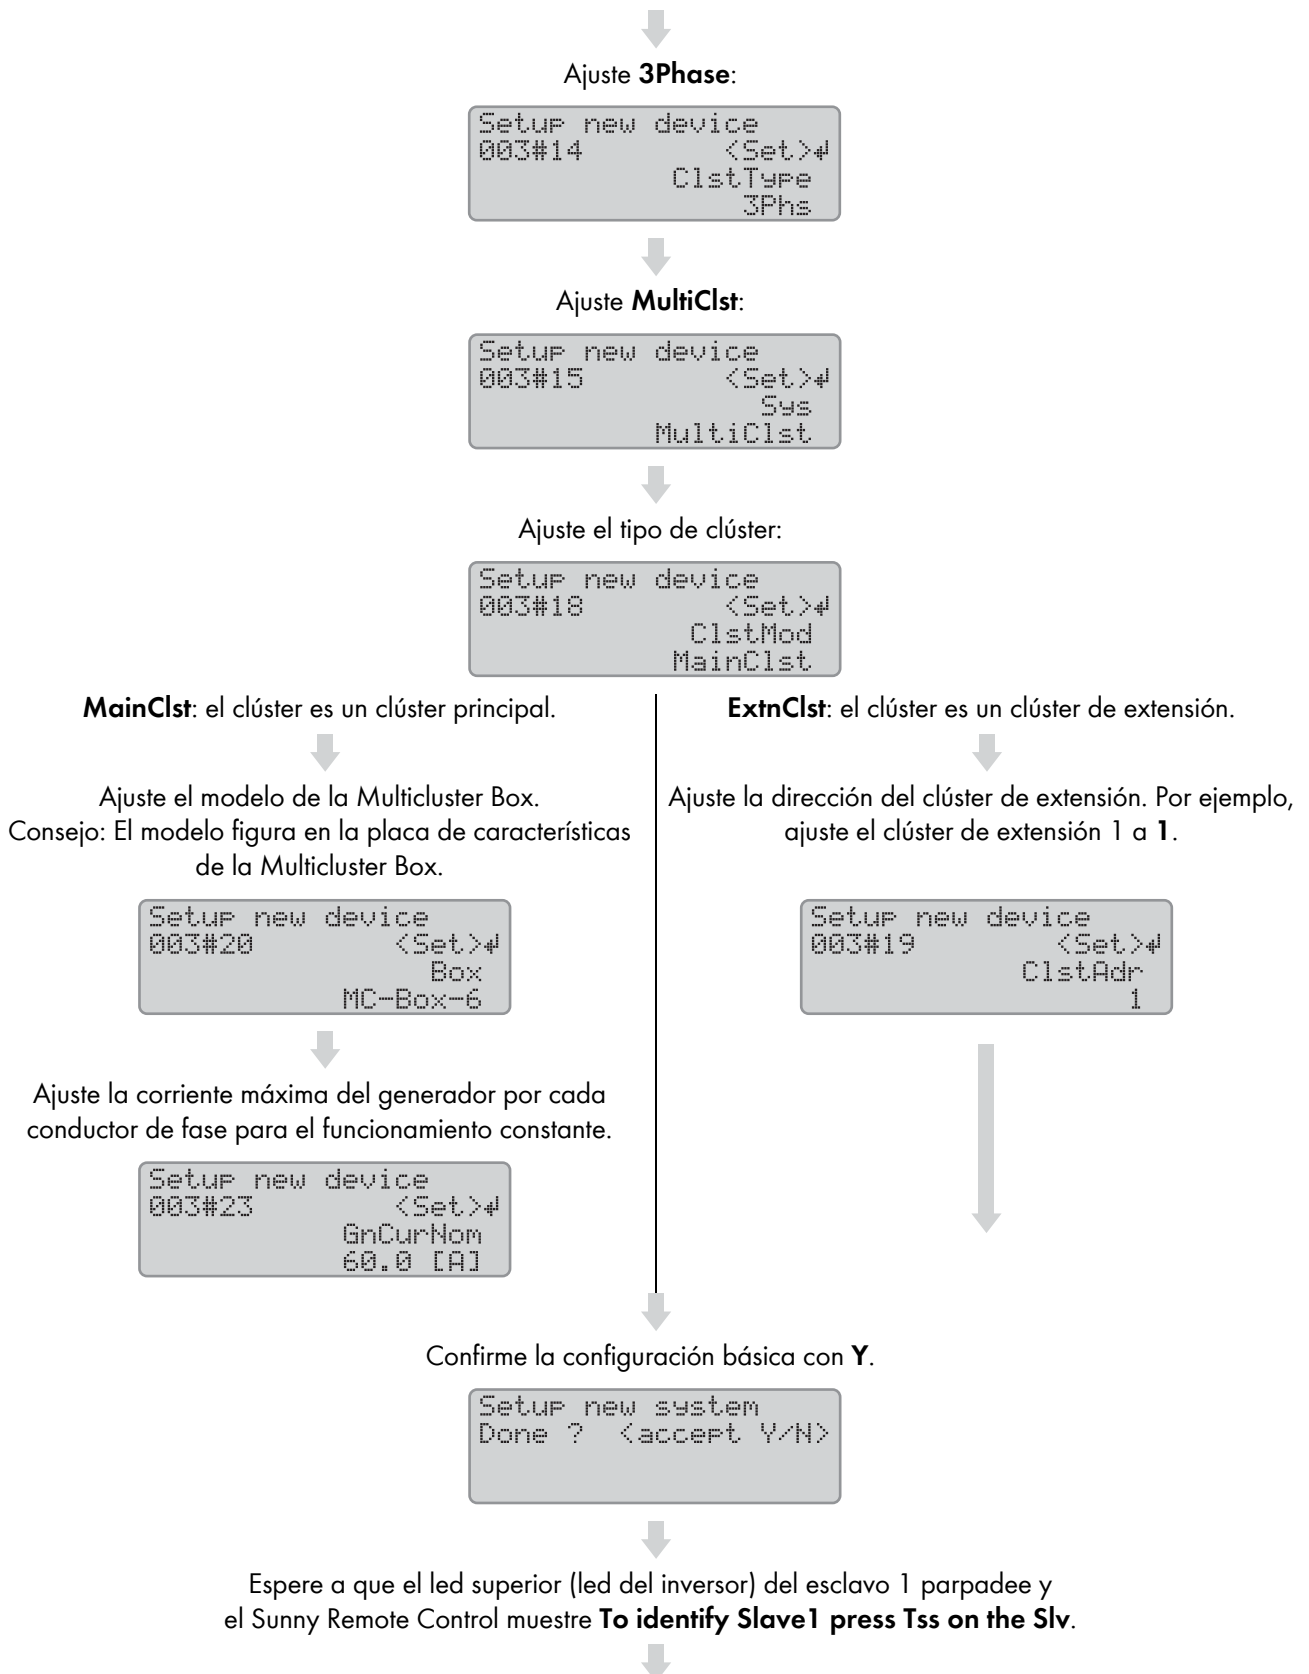 Ajuste 3Phase:
Setup new device
003#14 <Set>↵
ClstType
3Phs
Ajuste MultiClst:
Setup new device
003#15 <Set>↵
Sys
MultiClst
Ajuste el tipo de clúster:
Setup new device
003#18 <Set>↵
ClstMod
MainClst
MainClst: el clúster es un clúster principal.
Ajuste el modelo de la Multicluster Box.
Consejo: El modelo figura en la placa de características
de la Multicluster Box.
Setup new device
003#20 <Set>↵
Box
MC-Box-6
Ajuste la corriente máxima del generador por cada
conductor de fase para el funcionamiento constante.
Setup new device
003#23 <Set>↵
GnCurNom
60.0 [A]
ExtnClst: el clúster es un clúster de extensión.
Ajuste la dirección del clúster de extensión. Por ejemplo,
ajuste el clúster de extensión 1 a 1.
Setup new device
003#19 <Set>↵
ClstAdr
1
Confirme la configuración básica con Y.
Setup new system
Done ? <accept Y/N>
Espere a que el led superior (led del inversor) del esclavo 1 parpadee y
el Sunny Remote Control muestre To identify Slave1 press Tss on the Slv.